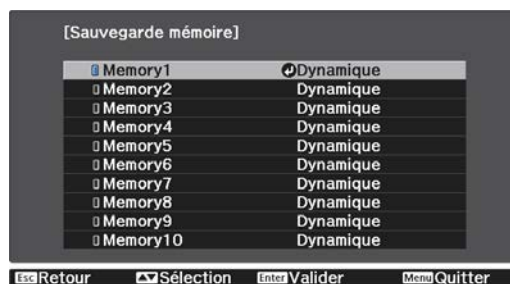 [Sauvegarde mémoire]
Memory1 Dynamique
Memory2 Dynamique
Memory3 Dynamique
Memory4 Dynamique
Memory5 Dynamique
Memory6 Dynamique
Memory7 Dynamique
Memory8 Dynamique
Memory9 Dynamique
Memory10 Dynamique
Esc Retour Sélection Enter Valider Menu Quitter